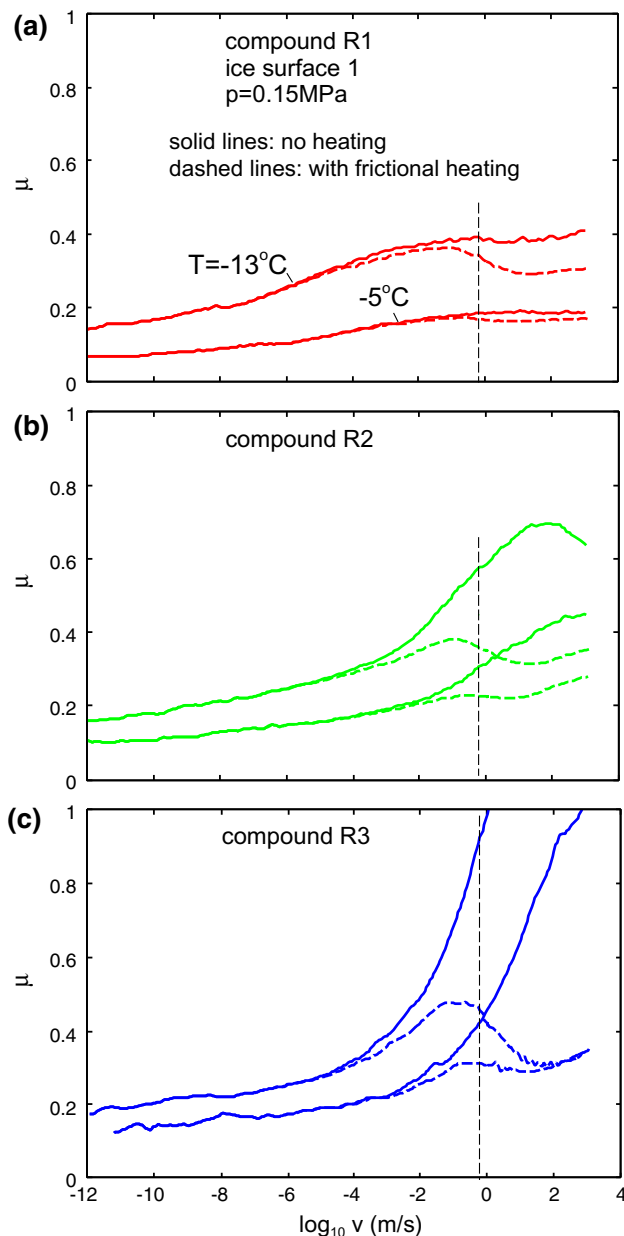 (a)
compound R1
ice surface 1
p=0.15MPa
solid lines: no heating
dashed lines: with frictional heating
T=-13°C
-5°C
μ
1
0.8
0.6
0.4
0.2
0
(b)
compound R2
μ
1
0.8
0.6
0.4
0.2
0
(c)
compound R3
μ
1
0.8
0.6
0.4
0.2
0
-12 -10 -8 -6 -4 -2 0 2 4
log₁₀ v (m/s)